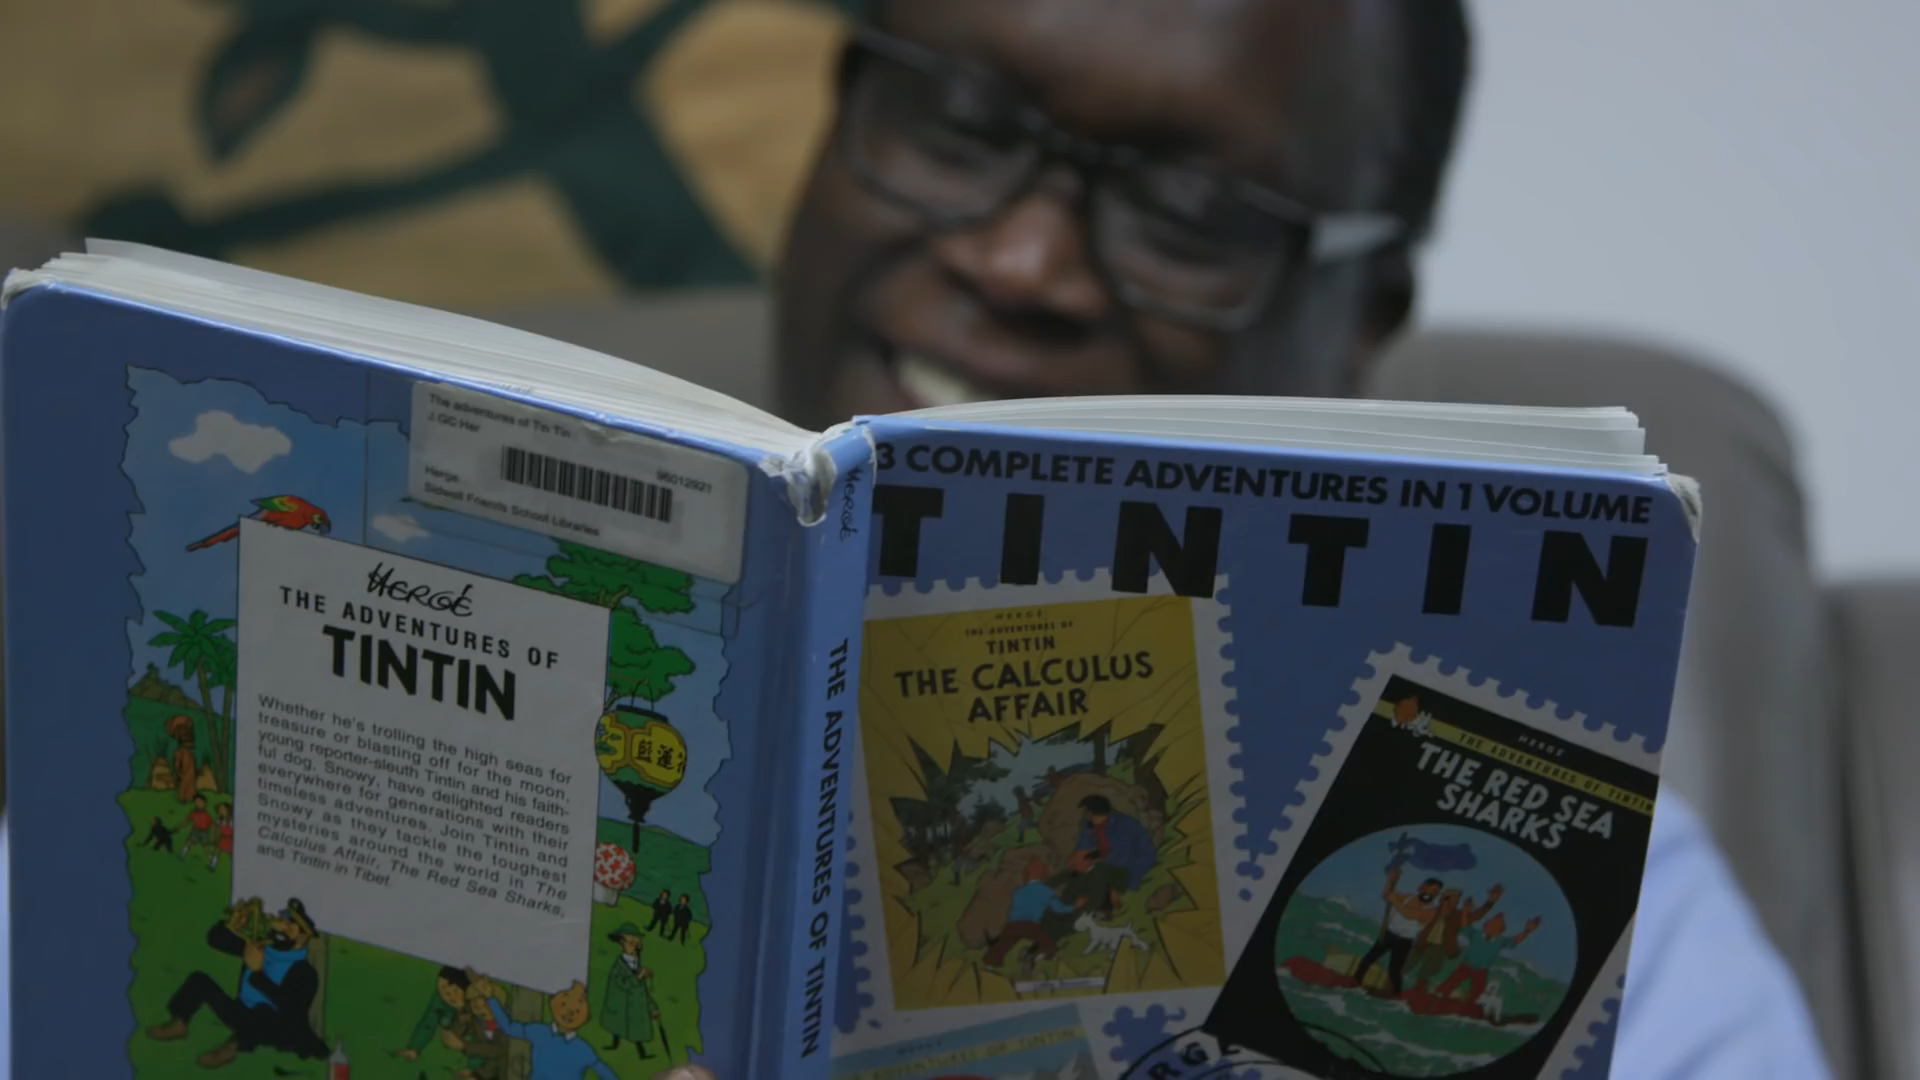 The adventures of Tin Tin
J GC Her
96012921
Herge
Sidwell Friends School Libraries
HERGÉ
THE ADVENTURES OF
TINTIN
Whether he's trolling the high seas for
treasure or blasting off for the moon,
young reporter-sleuth Tintin and his faith-
ful dog, Snowy, have delighted readers
everywhere for generations with their
timeless adventures. Join Tintin and
Snowy as they tackle the toughest
mysteries around the world in The
Calculus Affair, The Red Sea Sharks,
and Tintin in Tibet.
HERGÉ
THE ADVENTURES OF TINTIN
3 COMPLETE ADVENTURES IN 1 VOLUME
TINTIN
HERGÉ
THE ADVENTURES OF
TINTIN
THE CALCULUS
AFFAIR
HERGÉ
THE ADVENTURES OF TINTIN
THE RED SEA
SHARKS
ADVENTURES OF TINTIN